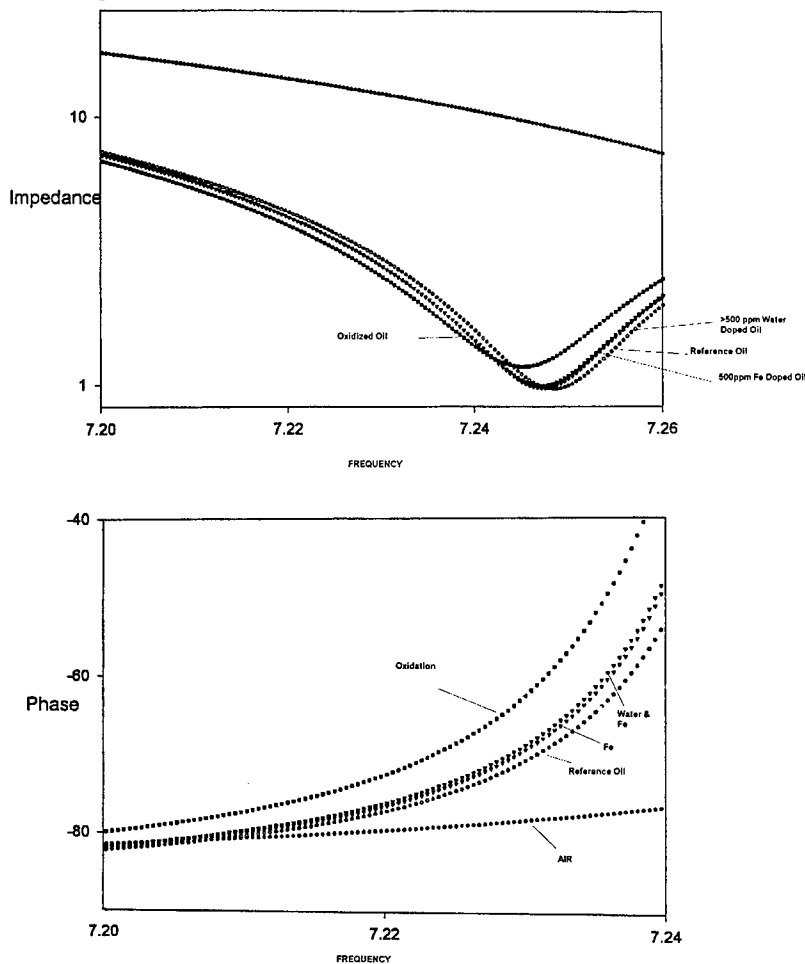 10
Impedance
Oxidized Oil
>500 ppm Water
Doped Oil
Reference Oil
500ppm Fe Doped Oil
1
7.20
7.22
7.24
7.26
FREQUENCY
-40
-60
Phase
-80
Oxidation
Water &
Fe
Fe
Reference Oil
AIR
7.20
7.22
7.24
FREQUENCY